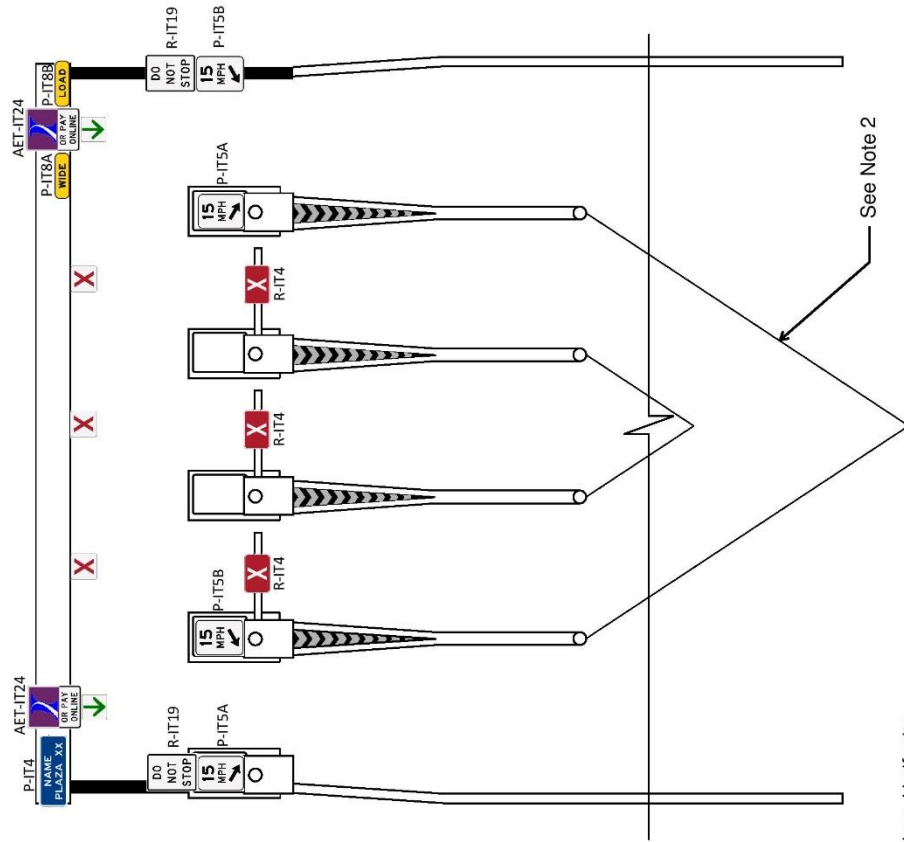 AET-IT24
AET-IT24
P-IT4
P-IT8A
P-IT8B
NAME
PLAZA XX
OR PAY
ONLINE
WIDE
OR PAY
ONLINE
LOAD
X
X
X
R-IT19
DO
NOT
STOP
R-IT19
DO
NOT
STOP
P-IT5A
15
MPH
P-IT5B
15
MPH
P-IT5A
15
MPH
P-IT5B
15
MPH
X
R-IT4
X
R-IT4
X
R-IT4
See Note 2